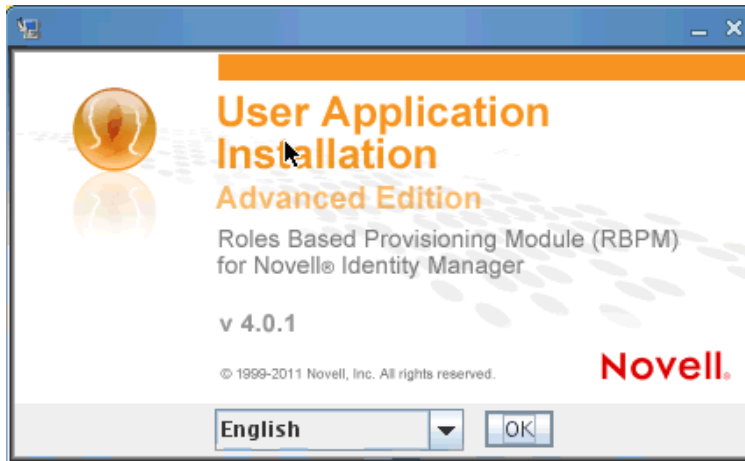 User Application
Installation
Advanced Edition
Roles Based Provisioning Module (RBPM)
for Novell® Identity Manager
v 4.0.1
© 1999-2011 Novell, Inc. All rights reserved.
Novell.
English
OK